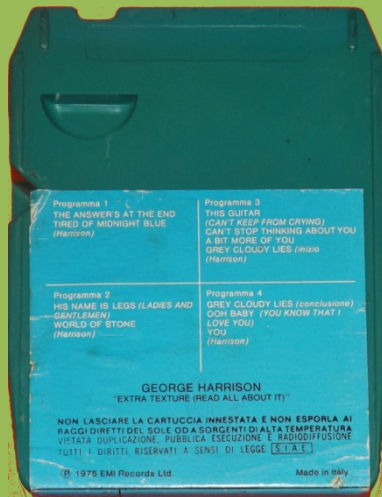 Programma 1
THE ANSWER'S AT THE END
TIRED OF MIDNIGHT BLUE
(Harrison)
Programma 3
THIS GUITAR
(CAN'T KEEP FROM CRYING)
CAN'T STOP THINKING ABOUT YOU
A BIT MORE OF YOU
GREY CLOUDY LIES (inizio
(Harrison)
Programma 2
HIS NAME IS LEGS (LADIES AND
GENTLEMEN)
WORLD OF STONE
(Harrison)
Programma 4
GREY CLOUDY LIES (conclusione)
OOH BABY (YOU KNOW THAT I
LOVE YOU)
YOU
(Harrison)
GEORGE HARRISON
"EXTRA TEXTURE (READ ALL ABOUT IT)"
NON LASCIARE LA CARTUCCIA INNESTATA E NON ESPORLA AI
RAGGI DIRETTI DEL SOLE OD A SORGENTI DI ALTA TEMPERATURA
VIETATA DUPLICAZIONE, PUBBLICA ESECUZIONE E RADIODIFFUSIONE
TUTTI I DIRITTI RISERVATI A SENSI DI LEGGE S.I.A.E.
Ⓟ 1975 EMI Records Ltd. Made in Italy